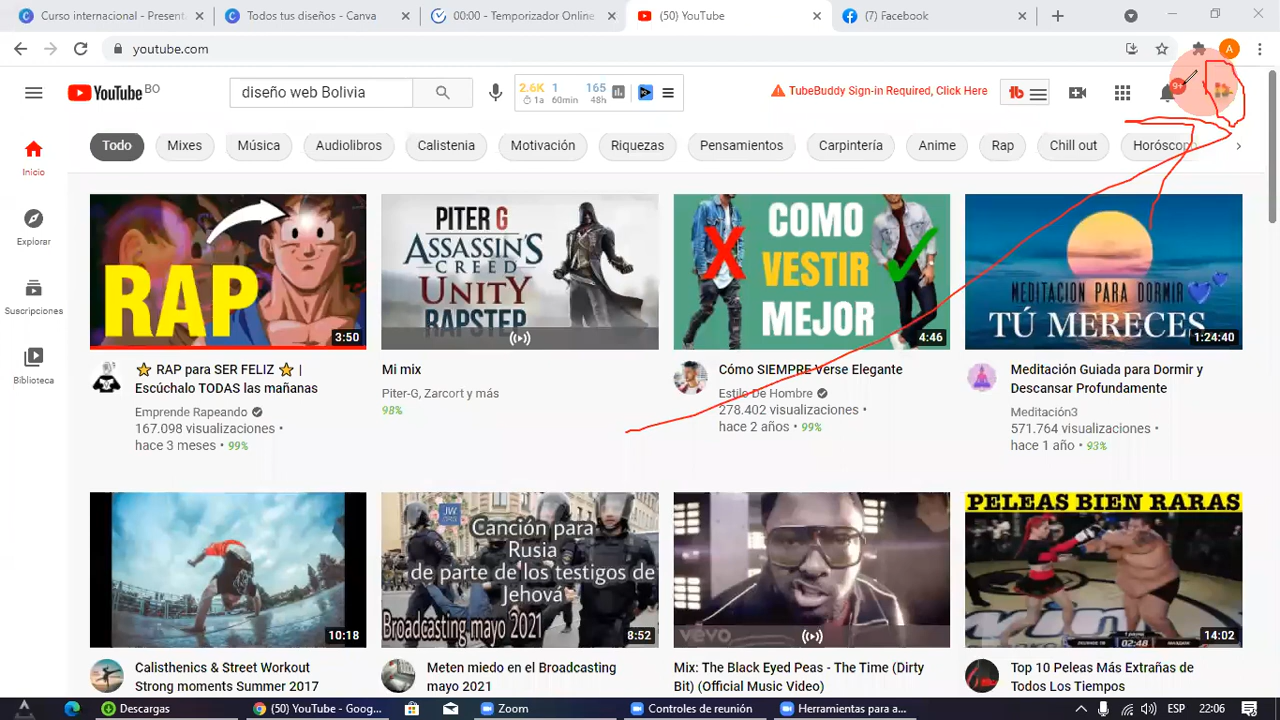 Curso internacional - Present
Todos tus diseños - Canva
00:00 - Temporizador Online
(50) YouTube
(7) Facebook
youtube.com
A
YouTube BO
diseño web Bolivia
2.6K 1 165
1a 60min 48h
TubeBuddy Sign-in Required, Click Here
9+
Todo
Mixes
Música
Audiolibros
Calistenia
Motivación
Riquezas
Pensamientos
Carpintería
Anime
Rap
Chill out
Horóscop
Inicio
Explorar
Suscripciones
Biblioteca
RAP
3:50
PITER G
ASSASSIN'S
CREED
UNITY
RAPSTEP
COMO
VESTIR
MEJOR
4:46
MEDITACION PARA DORMIR
TÚ MERECES
1:24:40
RAP para SER FELIZ |
Escúchalo TODAS las mañanas
Emprende Rapeando
167.098 visualizaciones •
hace 3 meses • 99%
Mi mix
Piter-G, Zarcort y más
98%
Cómo SIEMPRE Verse Elegante
Estilo De Hombre
278.402 visualizaciones •
hace 2 años • 99%
Meditación Guiada para Dormir y
Descansar Profundamente
Meditación3
571.764 visualizaciones •
hace 1 año • 93%
10:18
JW
Canción para
Rusia
de parte de los testigos de
Jehová
Broadcasting mayo 2021
8:52
vevo
PELEAS BIEN RARAS
02:48
14:02
Calisthenics & Street Workout
Strong moments Summer 2017
Meten miedo en el Broadcasting
mayo 2021
Mix: The Black Eyed Peas - The Time (Dirty
Bit) (Official Music Video)
Top 10 Peleas Más Extrañas de
Todos Los Tiempos
Descargas
(50) YouTube - Goog...
Zoom
Controles de reunión
Herramientas para a...
ESP
22:06